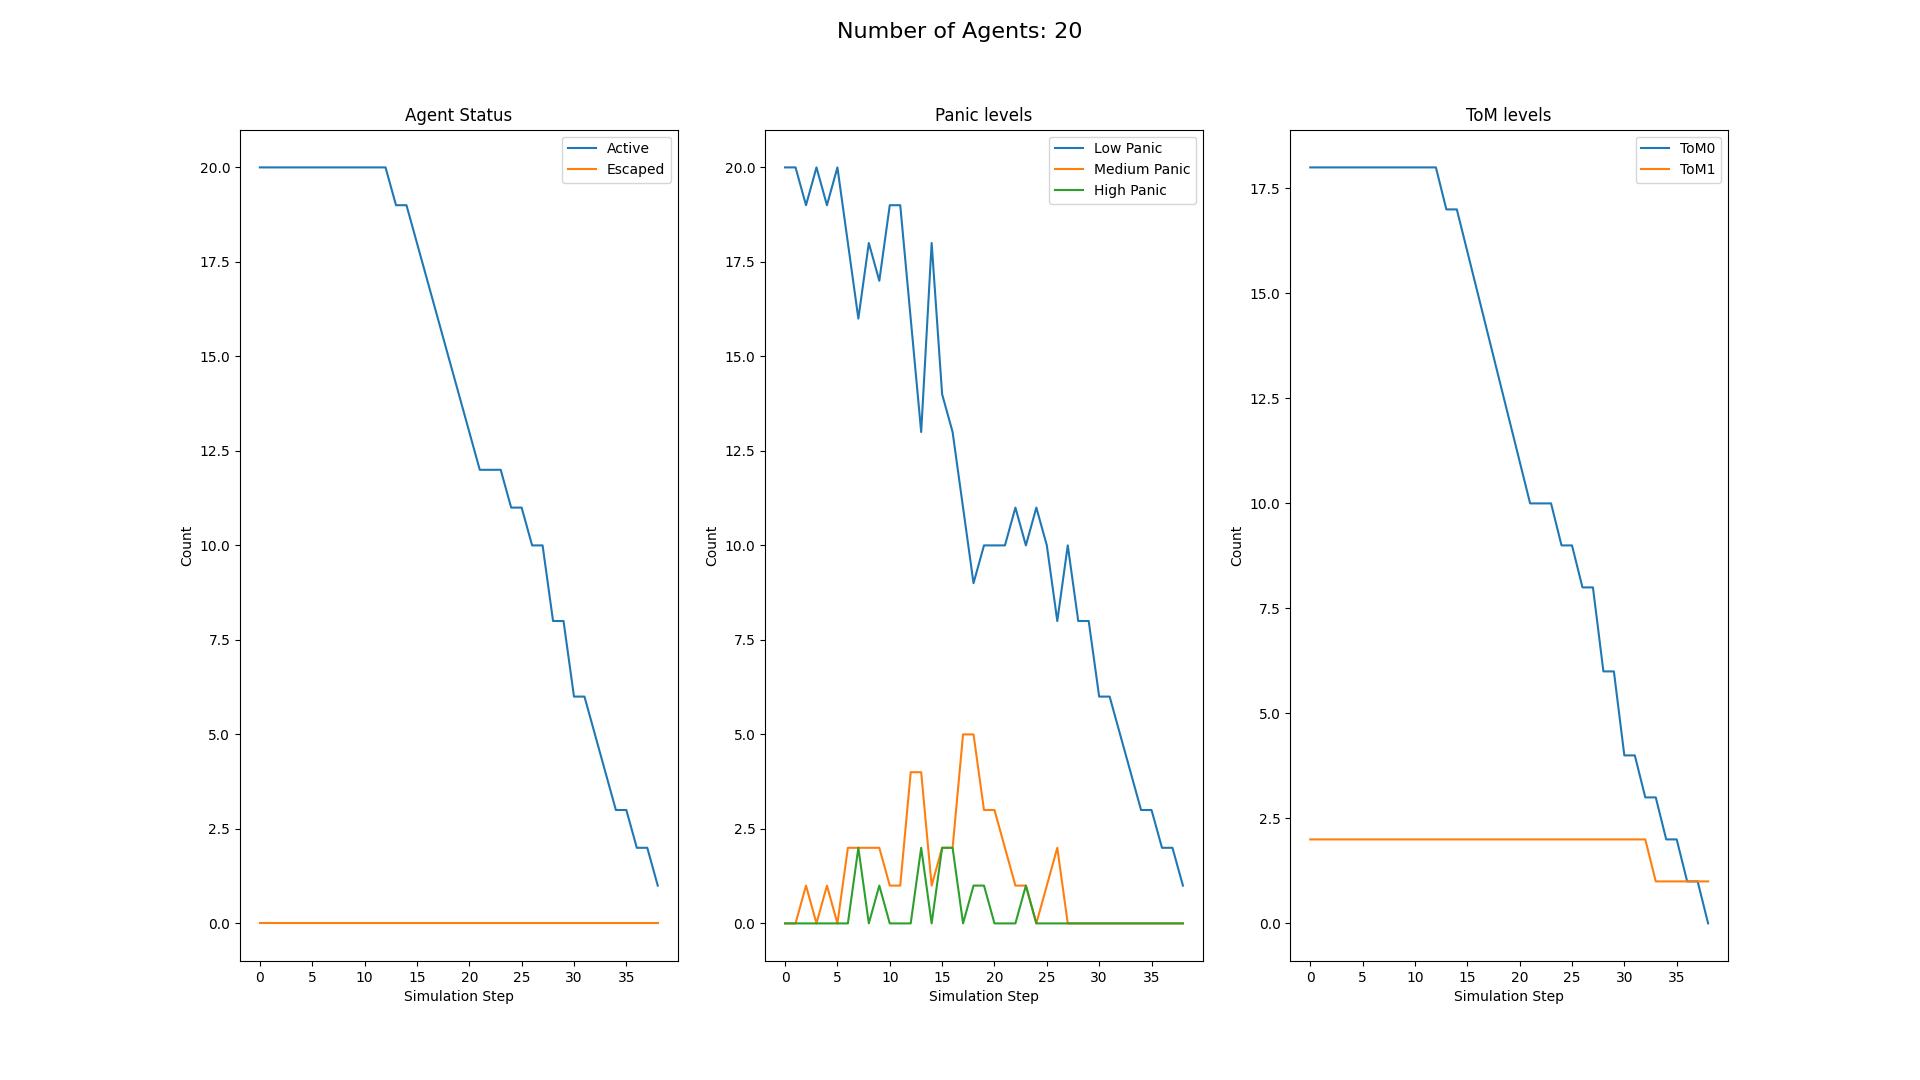 Number of Agents: 20
Agent Status
Active
Escaped
20.0
17.5
15.0
12.5
10.0
7.5
5.0
2.5
0.0
Count
0 5 10 15 20 25 30 35
Simulation Step
Panic levels
Low Panic
Medium Panic
High Panic
20.0
17.5
15.0
12.5
10.0
7.5
5.0
2.5
0.0
Count
0 5 10 15 20 25 30 35
Simulation Step
ToM levels
ToM0
ToM1
17.5
15.0
12.5
10.0
7.5
5.0
2.5
0.0
Count
0 5 10 15 20 25 30 35
Simulation Step